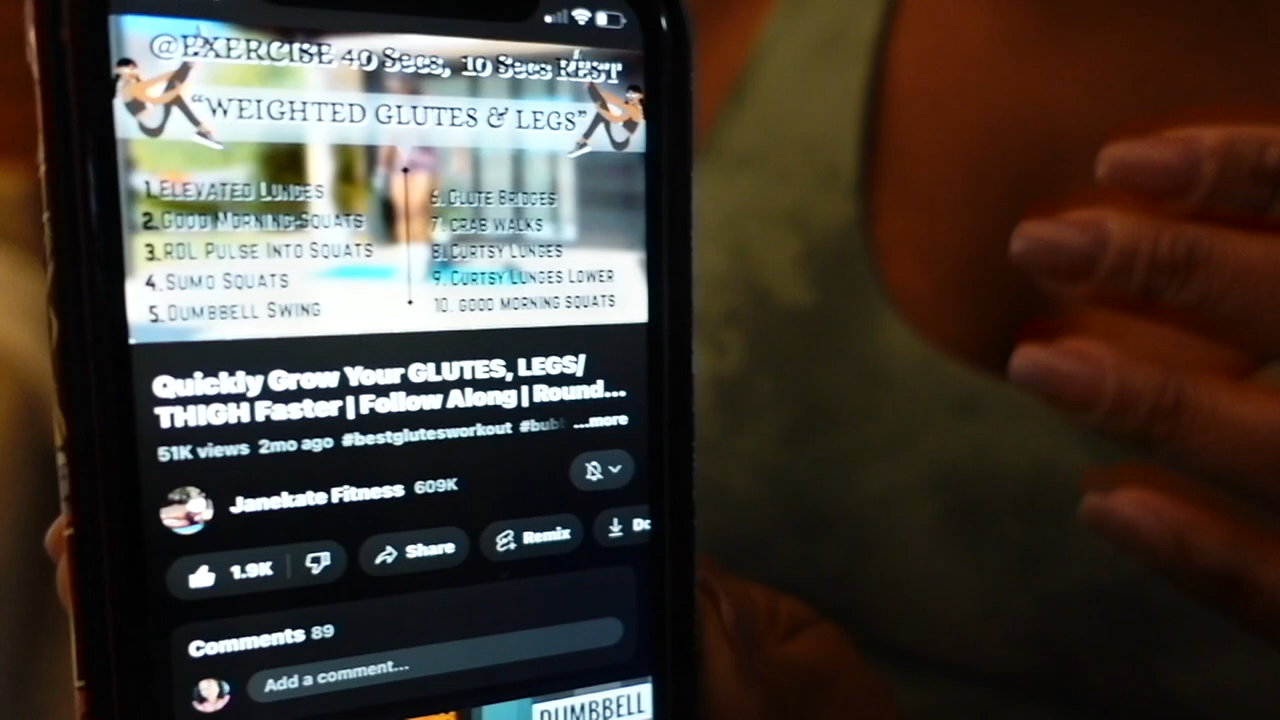 @EXERCISE 40 Secs, 10 Secs REST
"WEIGHTED GLUTES & LEGS"
1. ELEVATED LUNGES
2. GOOD MORNING SQUATS
3. RDL PULSE INTO SQUATS
4. SUMO SQUATS
5. DUMBBELL SWING
6. GLUTE BRIDGES
7. CRAB WALKS
8. CURTSY LUNGES
9. CURTSY LUNGES LOWER
10. GOOD MORNING SQUATS
Quickly Grow Your GLUTES, LEGS/
THIGH Faster | Follow Along | Round...
51K views 2mo ago #bestglutesworkout #bubl ...more
Janekate Fitness 609K
1.9K Share Remix Do
Comments 89
Add a comment...
DUMBBELL